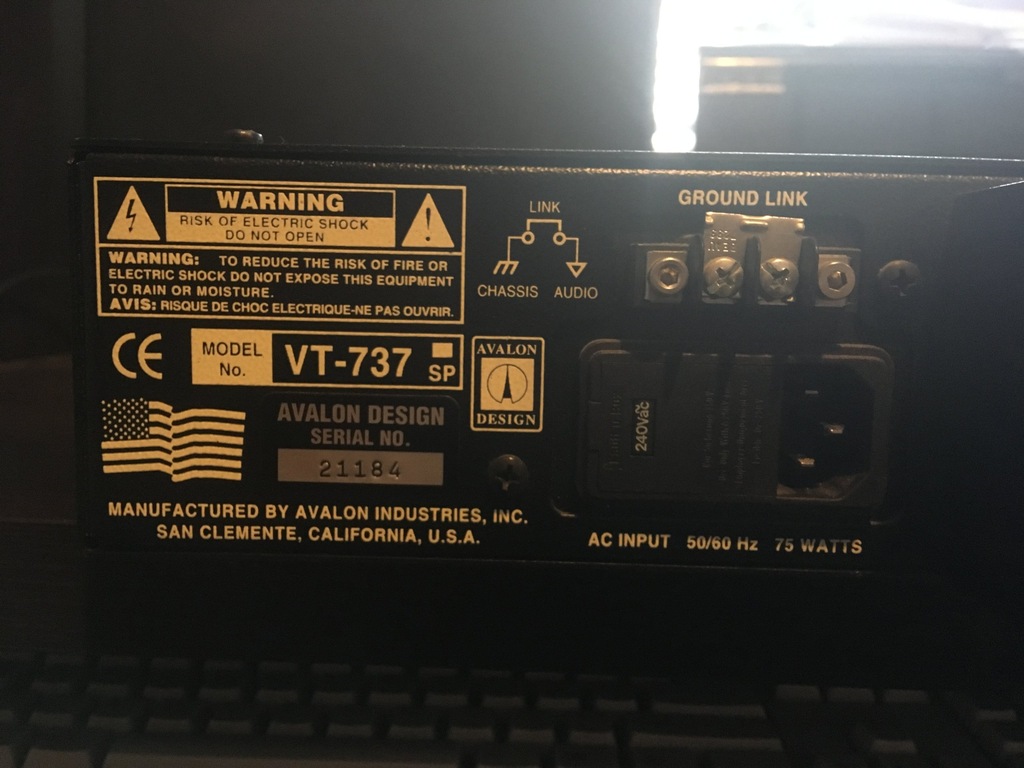 WARNING
RISK OF ELECTRIC SHOCK
DO NOT OPEN
WARNING: TO REDUCE THE RISK OF FIRE OR
ELECTRIC SHOCK DO NOT EXPOSE THIS EQUIPMENT
TO RAIN OR MOISTURE.
AVIS: RISQUE DE CHOC ELECTRIQUE-NE PAS OUVRIR.
LINK
CHASSIS AUDIO
GROUND LINK
CE
MODEL No. VT-737 SP
AVALON
DESIGN
AVALON DESIGN
SERIAL NO.
21184
240vac
MANUFACTURED BY AVALON INDUSTRIES, INC.
SAN CLEMENTE, CALIFORNIA, U.S.A.
AC INPUT 50/60 Hz 75 WATTS